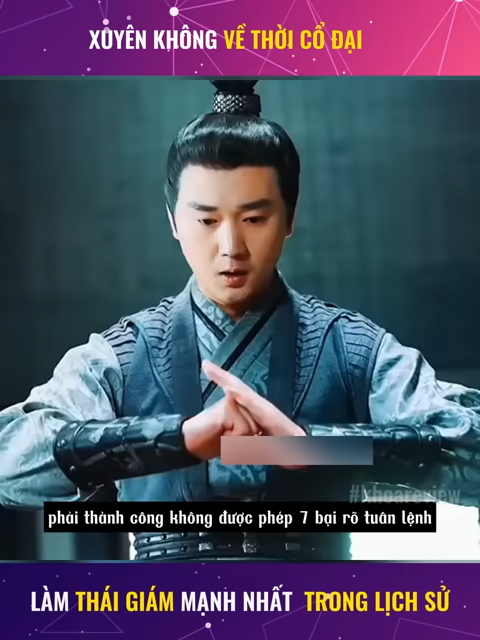 XUYÊN KHÔNG VỀ THỜI CỔ ĐẠI
#khoareview
phải thành công không được phép 7 bại rõ tuân lệnh
LÀM THÁI GIÁM MẠNH NHẤT TRONG LỊCH SỬ